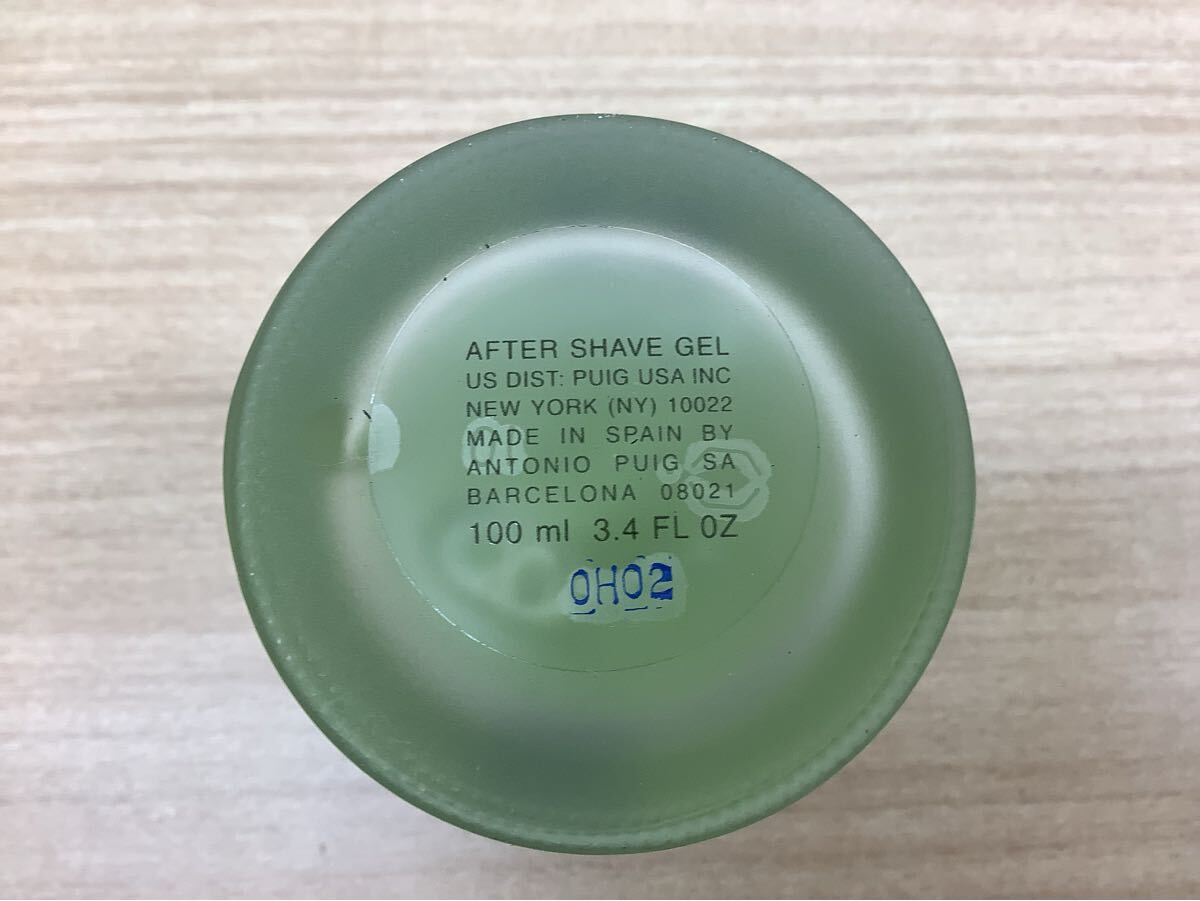 AFTER SHAVE GEL
US DIST: PUIG USA INC
NEW YORK (NY) 10022
MADE IN SPAIN BY
ANTONIO PUIG SA
BARCELONA 08021
100 ml 3.4 FL OZ
0H02